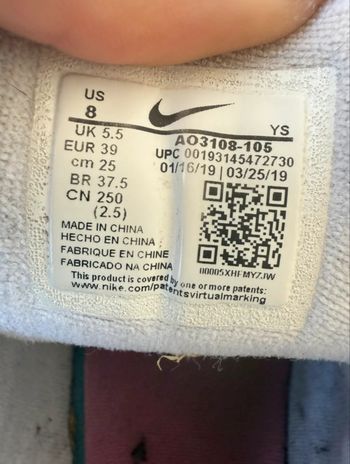 US
8
UK 5.5
EUR 39
cm 25
BR 37.5
CN 250
(2.5)
YS
AO3108-105
UPC 00193145472730
01/16/19 | 03/25/19
00005XHFMYZJW
MADE IN CHINA
HECHO EN CHINA
FABRIQUE EN CHINE
FABRICADO NA CHINA
This product is covered by one or more patents:
www.nike.com/patentsvirtualmarking